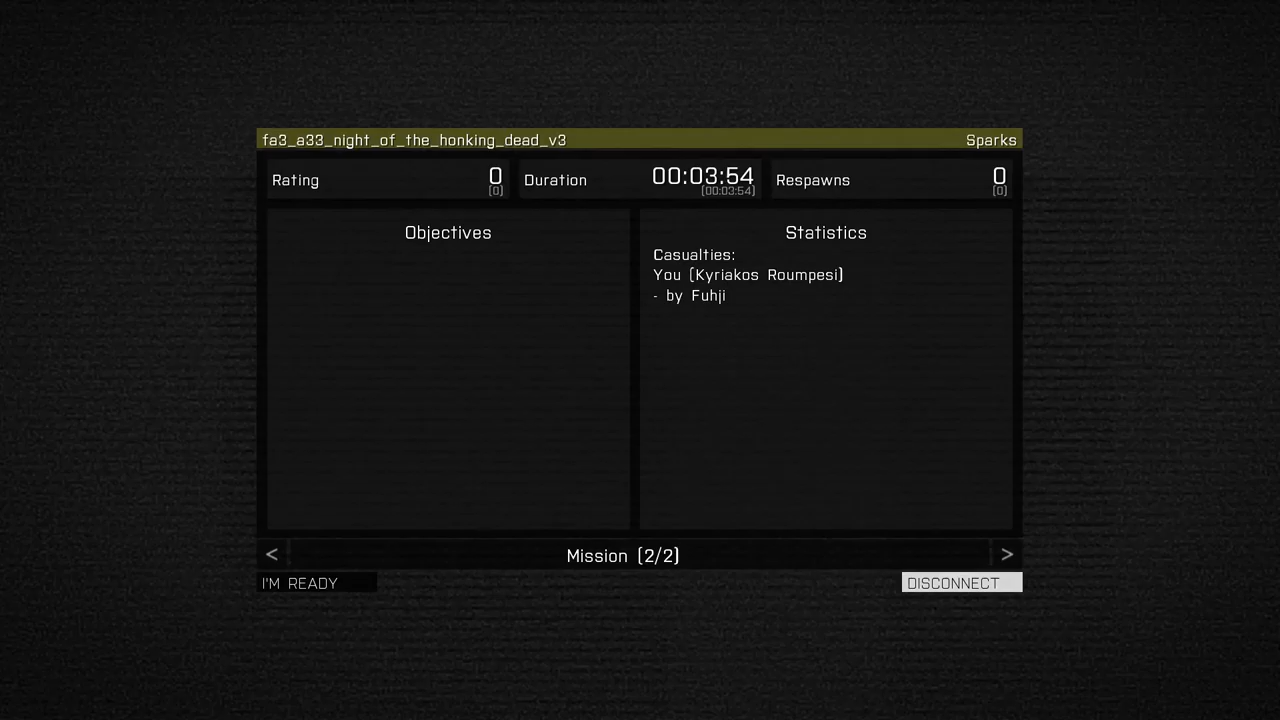 fa3_a33_night_of_the_honking_dead_v3 Sparks
Rating 0 (0) Duration 00:03:54 (00:03:54) Respawns 0 (0)
Objectives
Statistics
Casualties:
You (Kyriakos Roumpesi)
- by Fuhji
< Mission (2/2) >
I'M READY DISCONNECT